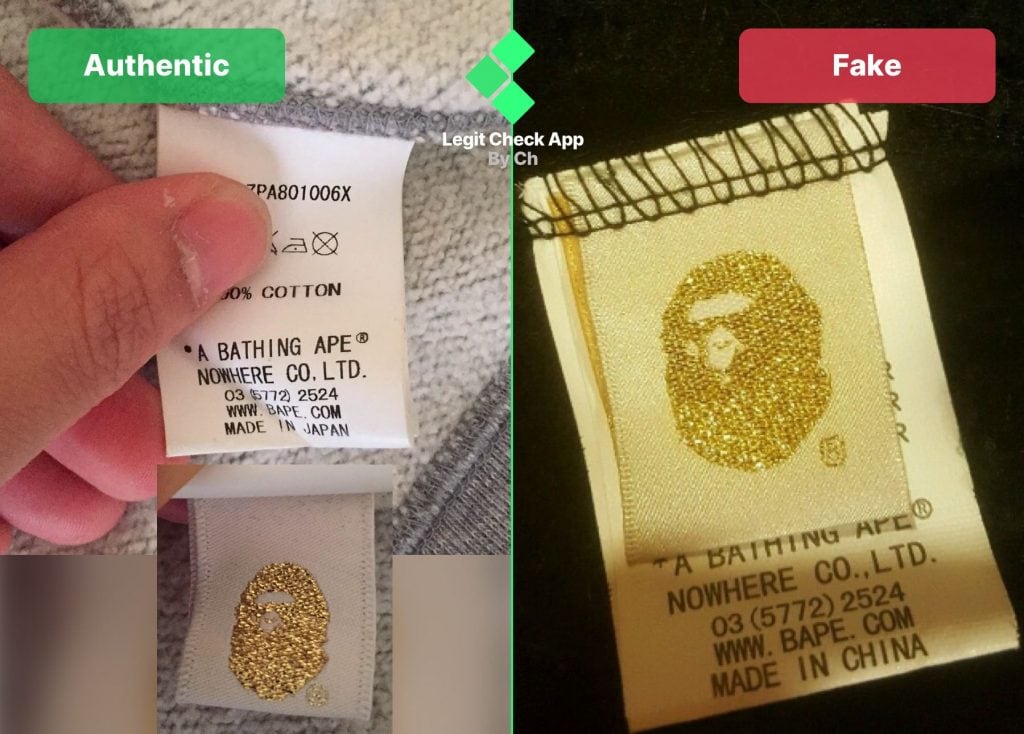 Authentic
Fake
Legit Check App
By Ch
ZPA801006X
COTTON
*A BATHING APE®
NOWHERE CO, LTD.
03 (5772) 2524
WWW. BAPE. COM
MADE IN JAPAN
®
R
R
R
*A BATHING APE®
NOWHERE CO.,LTD.
03 (5772) 2524
WWW. BAPE. COM
MADE IN CHINA